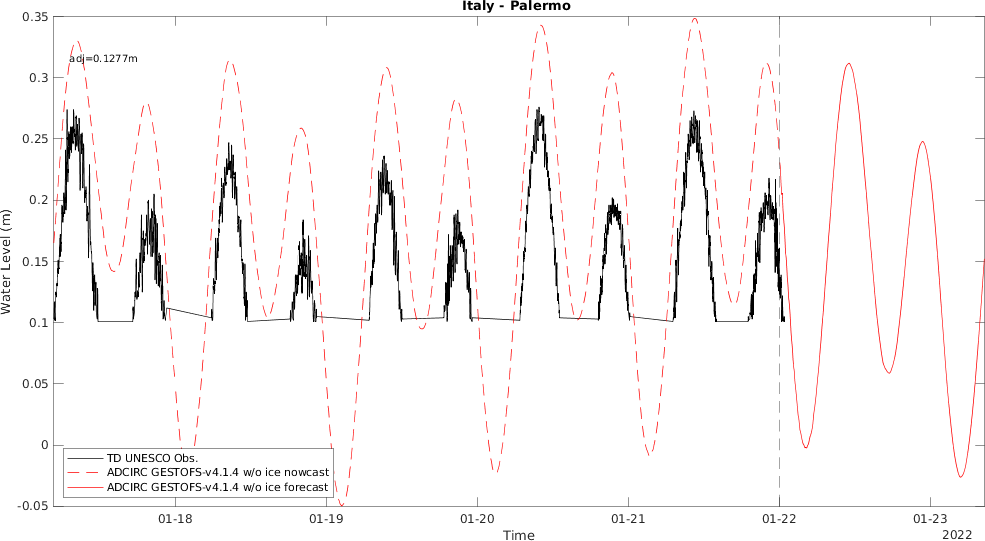 Italy - Palermo
adj=0.1277m
0.35
0.3
0.25
0.2
0.15
0.1
0.05
0
-0.05
Water Level (m)
TD UNESCO Obs.
ADCIRC GESTOFS-v4.1.4 w/o ice nowcast
ADCIRC GESTOFS-v4.1.4 w/o ice forecast
01-18 01-19 01-20 01-21 01-22 01-23
Time
2022